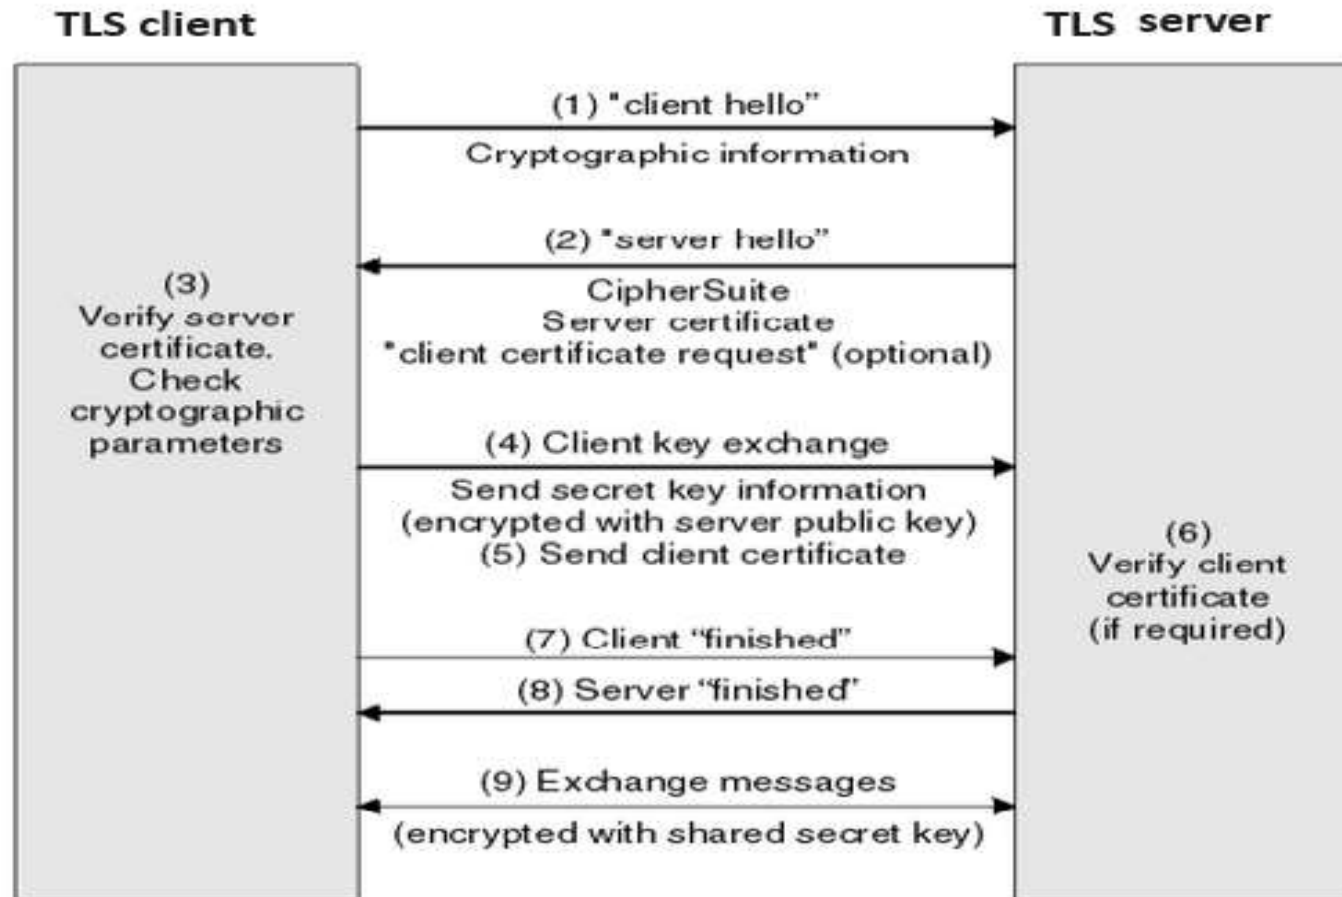 TLS client
TLS server
(1) "client hello”
Cryptographic information
(2) "server hello”
CipherSuite
Server certificate
"client certificate request" (optional)
(3)
Verify server
certificate.
Check
cryptographic
parameters
(4) Client key exchange
Send secret key information
(encrypted with server public key)
(5) Send client certificate
(6)
Verify client
certificate
(if required)
(7) Client “finished”
(8) Server “finished”
(9) Exchange messages
(encrypted with shared secret key)